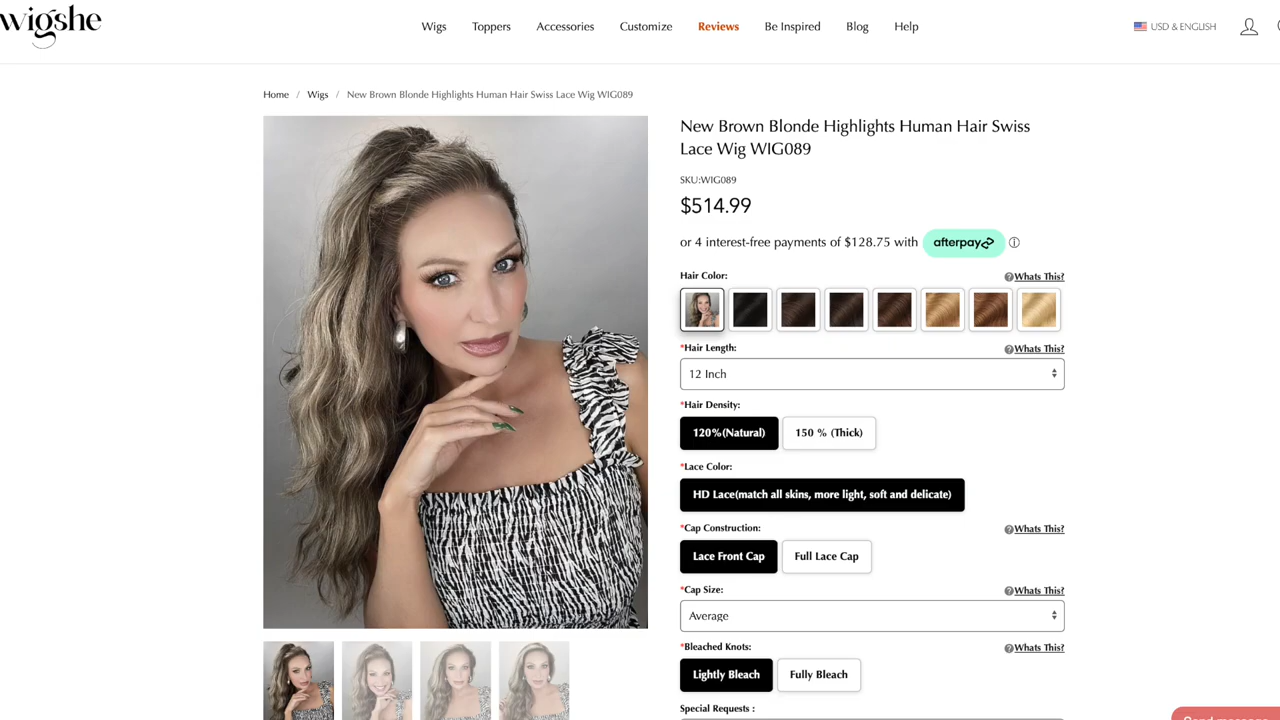 wigshe
Wigs Toppers Accessories Customize Reviews Be Inspired Blog Help
USD & ENGLISH
Home / Wigs / New Brown Blonde Highlights Human Hair Swiss Lace Wig WIG089
New Brown Blonde Highlights Human Hair Swiss
Lace Wig WIG089
SKU:WIG089
$514.99
or 4 interest-free payments of $128.75 with afterpay
Hair Color: Whats This?
*Hair Length: Whats This?
12 Inch
*Hair Density:
120%(Natural) 150 % (Thick)
*Lace Color:
HD Lace(match all skins, more light, soft and delicate)
*Cap Construction: Whats This?
Lace Front Cap Full Lace Cap
*Cap Size: Whats This?
Average
*Bleached Knots: Whats This?
Lightly Bleach Fully Bleach
Special Requests :
Send message